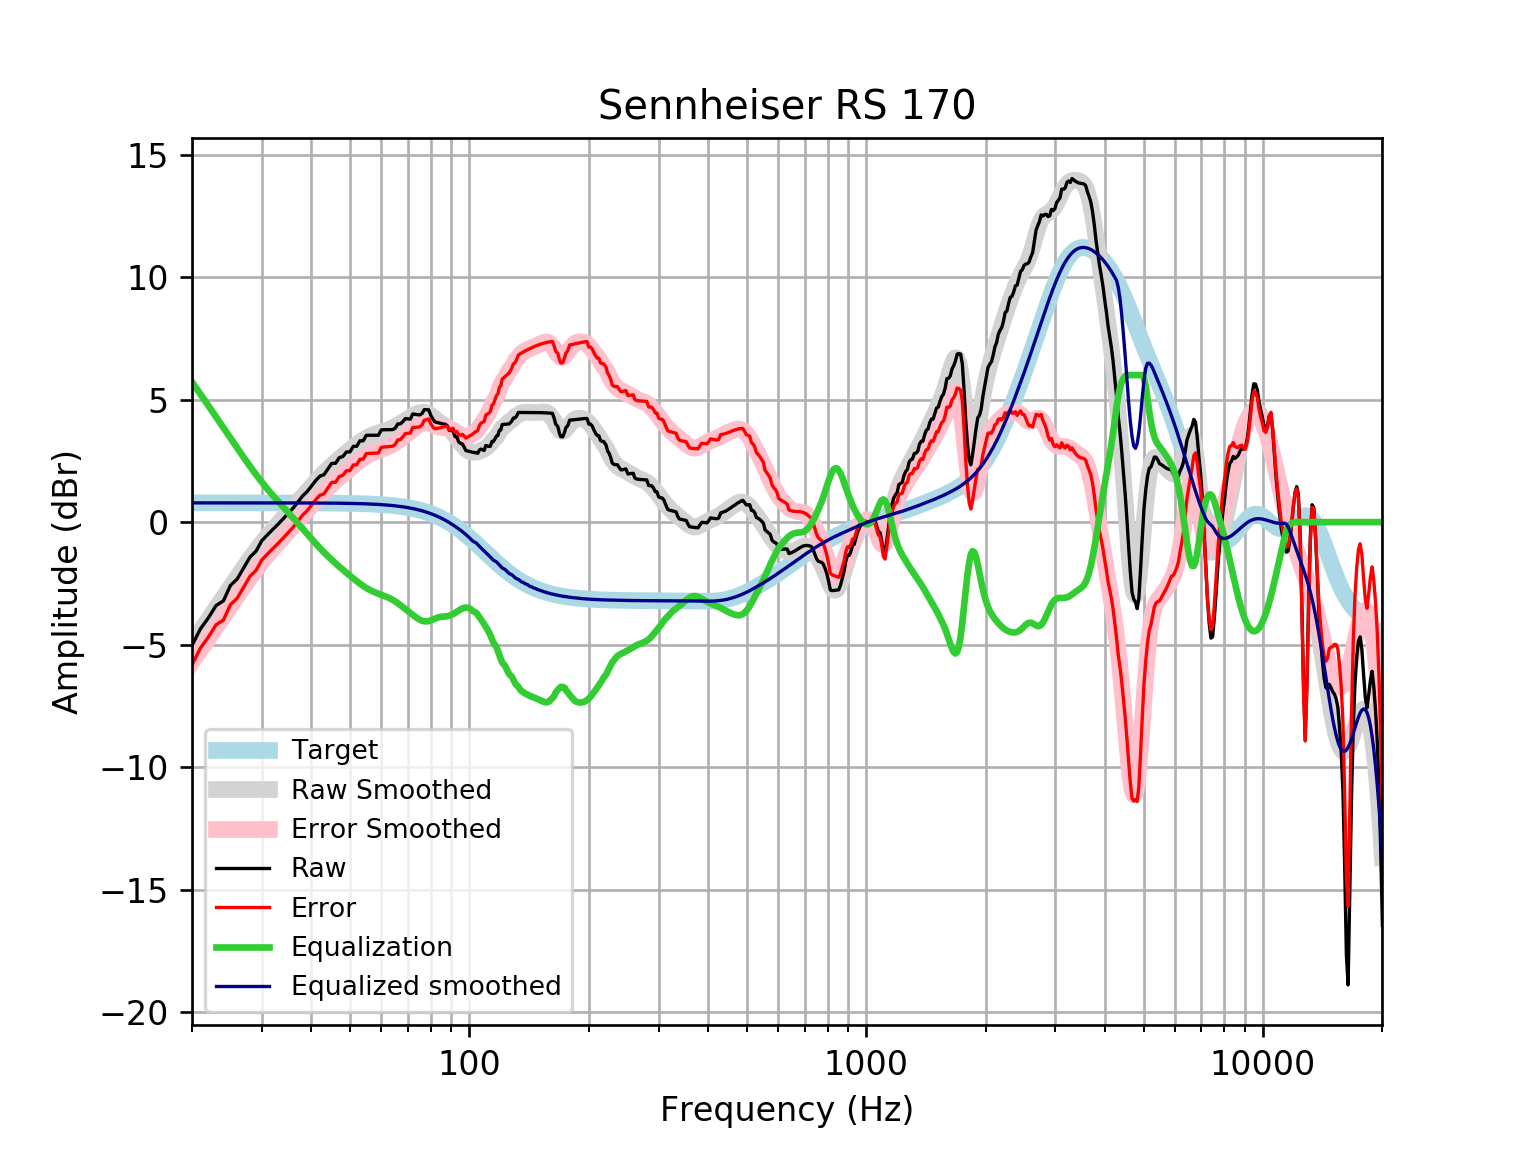 Sennheiser RS 170
15
10
5
0
−5
−10
−15
−20
Amplitude (dBr)
Target
Raw Smoothed
Error Smoothed
Raw
Error
Equalization
Equalized smoothed
100 1000 10000
Frequency (Hz)